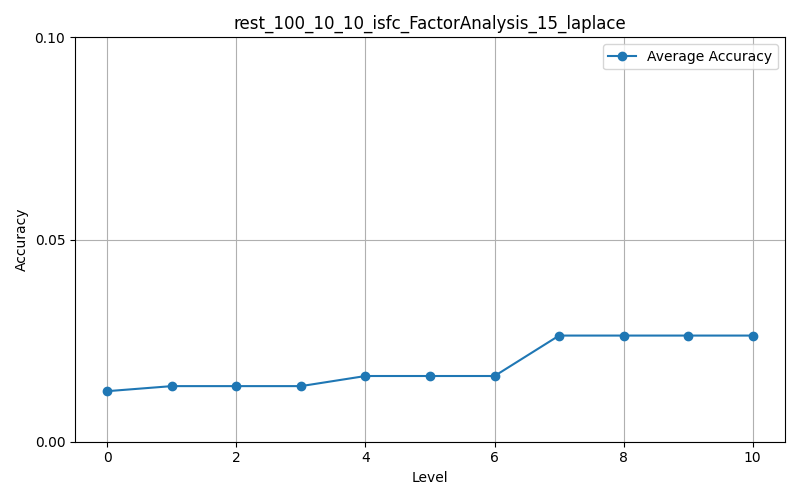 rest_100_10_10_isfc_FactorAnalysis_15_laplace
Average Accuracy
Accuracy
0.10
0.05
0.00
0 2 4 6 8 10
Level